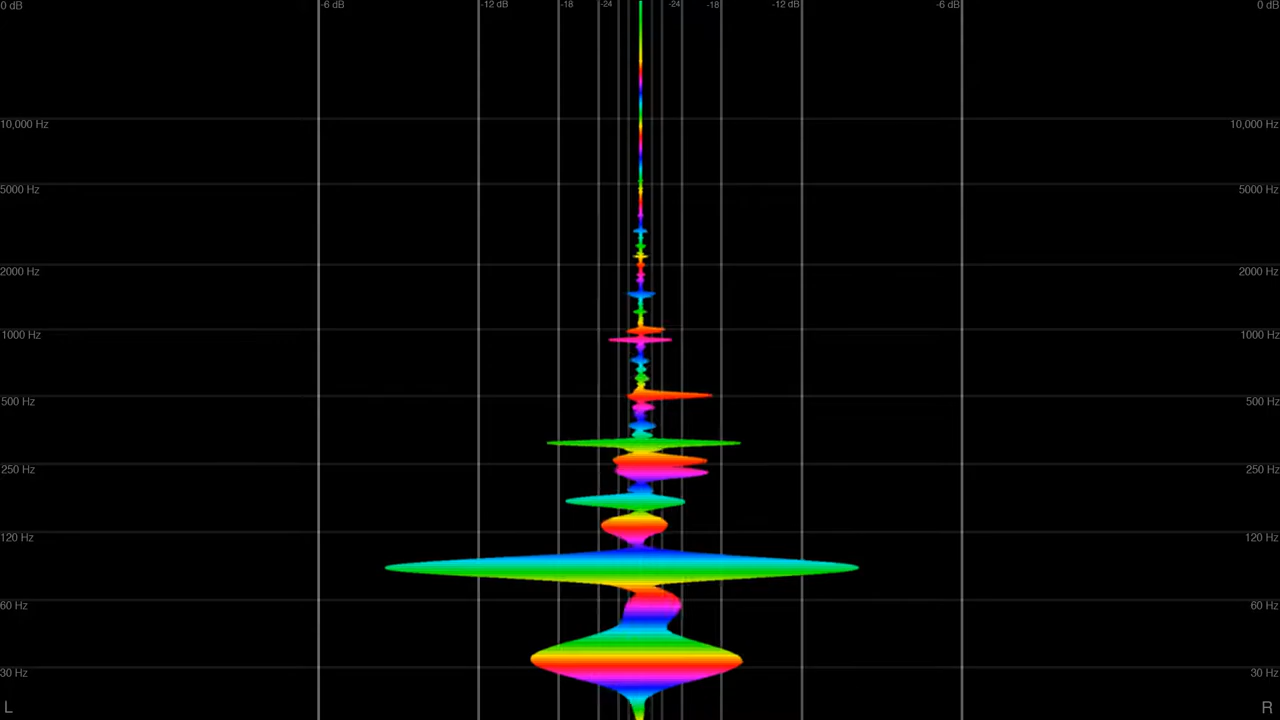 0 dB -6 dB -12 dB -18 -24 -24 -18 -12 dB -6 dB 0 dB
10,000 Hz 10,000 Hz
5000 Hz 5000 Hz
2000 Hz 2000 Hz
1000 Hz 1000 Hz
500 Hz 500 Hz
250 Hz 250 Hz
120 Hz 120 Hz
60 Hz 60 Hz
30 Hz 30 Hz
L R